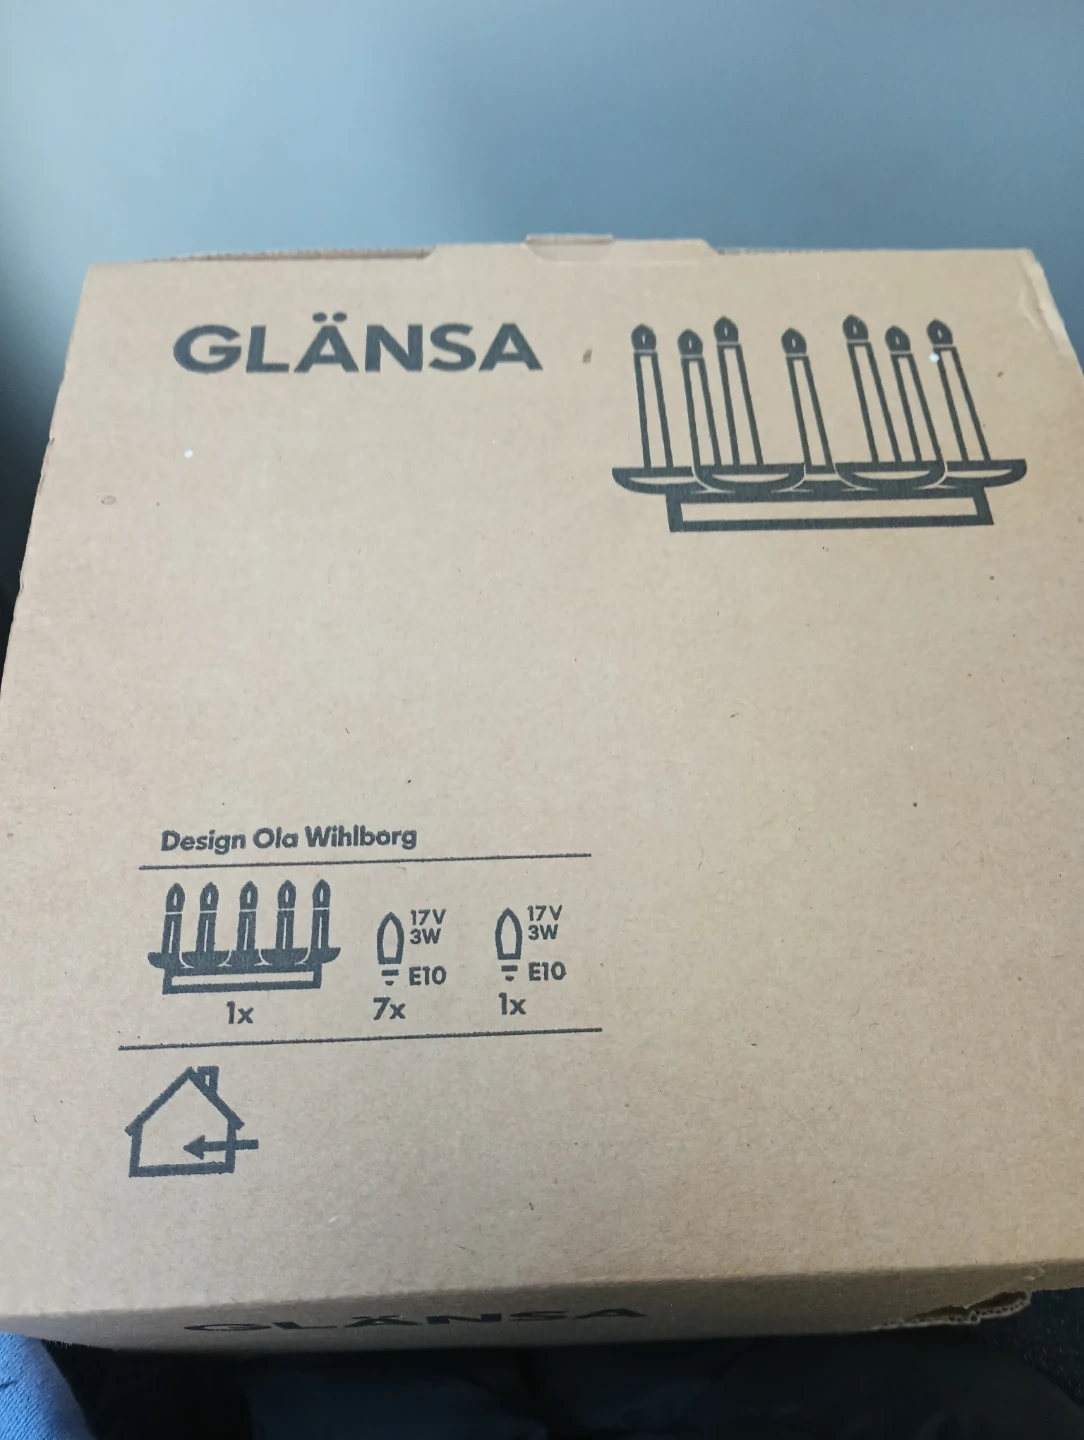 GLÄNSA
Design Ola Wihlborg
17V
3W
E10
17V
3W
E10
1x
7x
1x
GLÄNSA